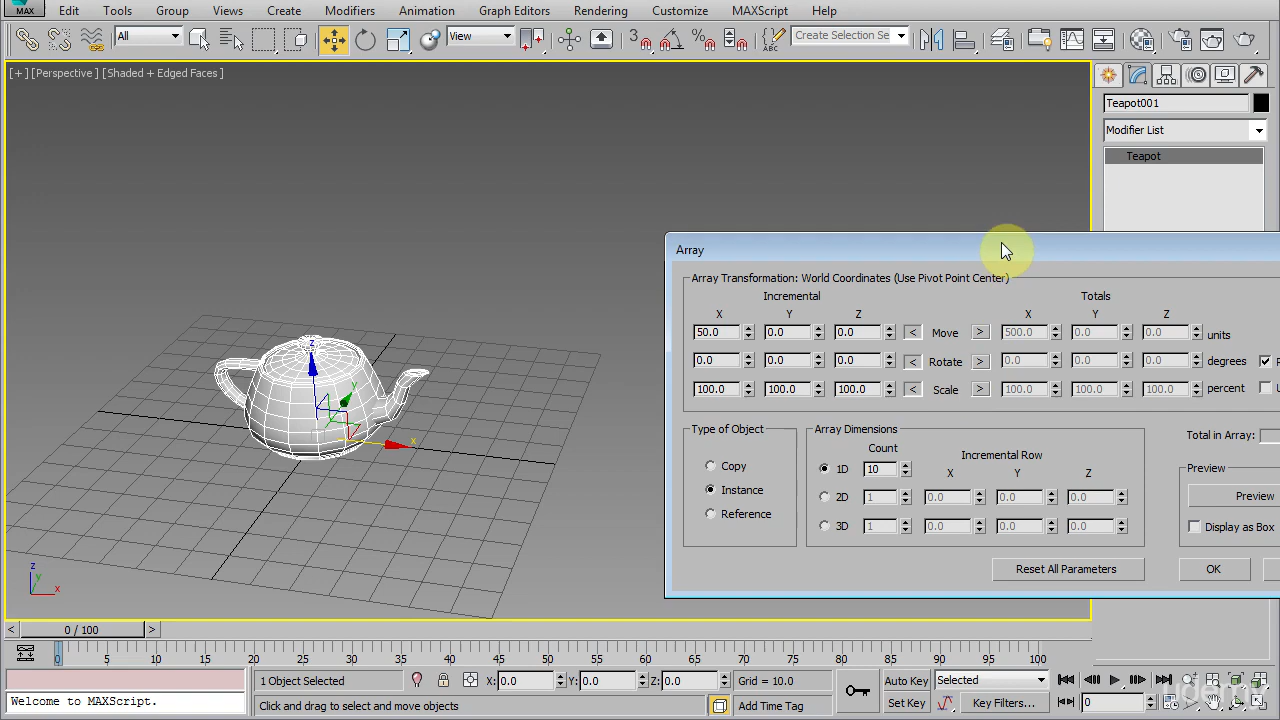 MAX Edit Tools Group Views Create Modifiers Animation Graph Editors Rendering Customize MAXScript Help
All View 3 Create Selection Se
[+] [Perspective] [Shaded + Edged Faces]
Teapot001
Modifier List
Teapot
Array
Array Transformation: World Coordinates (Use Pivot Point Center)
Incremental Totals
X Y Z X Y Z
50.0 0.0 0.0 < Move > 500.0 0.0 0.0 units
0.0 0.0 0.0 < Rotate > 0.0 0.0 0.0 degrees
100.0 100.0 100.0 < Scale > 100.0 100.0 100.0 percent
Type of Object Array Dimensions Total in Array:
Count Incremental Row
X Y Z
Copy 1D 10 Preview
Instance 2D 1 0.0 0.0 0.0 Preview
Reference 3D 1 0.0 0.0 0.0 Display as Box
Reset All Parameters OK
z
y
x
z
y
x
< 0 / 100 >
0 5 10 15 20 25 30 35 40 45 50 55 60 65 70 75 80 85 90 95 100
1 Object Selected X: 0.0 Y: 0.0 Z: 0.0 Grid = 10.0 Auto Key Selected
Welcome to MAXScript. Click and drag to select and move objects Add Time Tag Set Key Key Filters... 0
udemy